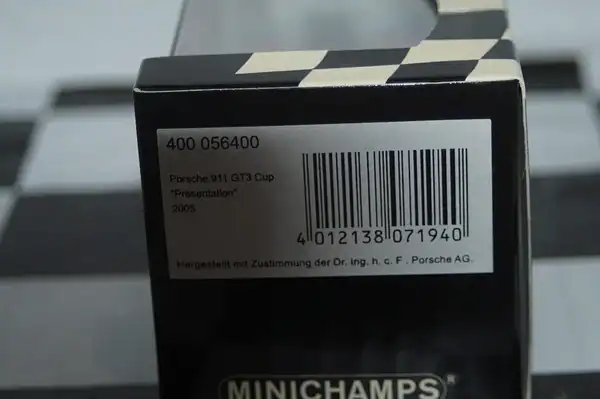 400 056400
Porsche 911 GT3 Cup
"Presentation"
2005
4 012138 071940
Hergestellt mit Zustimmung der Dr. Ing. h. c. F . Porsche AG.
MINICHAMPS®